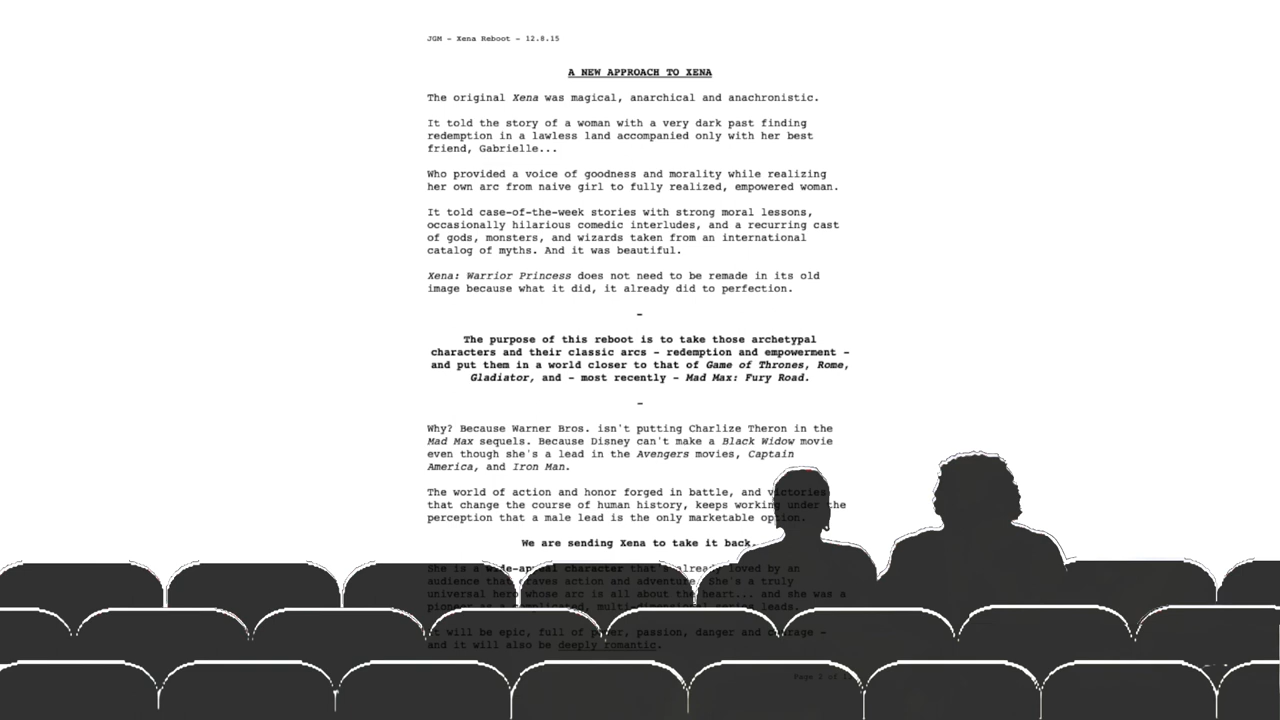 JGM - Xena Reboot - 12.8.15
A NEW APPROACH TO XENA
The original Xena was magical, anarchical and anachronistic.
It told the story of a woman with a very dark past finding
redemption in a lawless land accompanied only with her best
friend, Gabrielle...
Who provided a voice of goodness and morality while realizing
her own arc from naive girl to fully realized, empowered woman.
It told case-of-the-week stories with strong moral lessons,
occasionally hilarious comedic interludes, and a recurring cast
of gods, monsters, and wizards taken from an international
catalog of myths. And it was beautiful.
Xena: Warrior Princess does not need to be remade in its old
image because what it did, it already did to perfection.
-
The purpose of this reboot is to take those archetypal
characters and their classic arcs - redemption and empowerment -
and put them in a world closer to that of Game of Thrones, Rome,
Gladiator, and - most recently - Mad Max: Fury Road.
-
Why? Because Warner Bros. isn't putting Charlize Theron in the
Mad Max sequels. Because Disney can't make a Black Widow movie
even though she's a lead in the Avengers movies, Captain
America, and Iron Man.
The world of action and honor forged in battle, and victories
that change the course of human history, keeps working under the
perception that a male lead is the only marketable option.
We are sending Xena to take it back.
She is a wide-appeal character that's already loved by an
audience that craves action and adventure. She's a truly
universal hero whose arc is all about the heart... and she was a
pioneer as a complicated, multi-dimensional series leads.
It will be epic, full of power, passion, danger and courage -
and it will also be deeply romantic.
Page 2 of